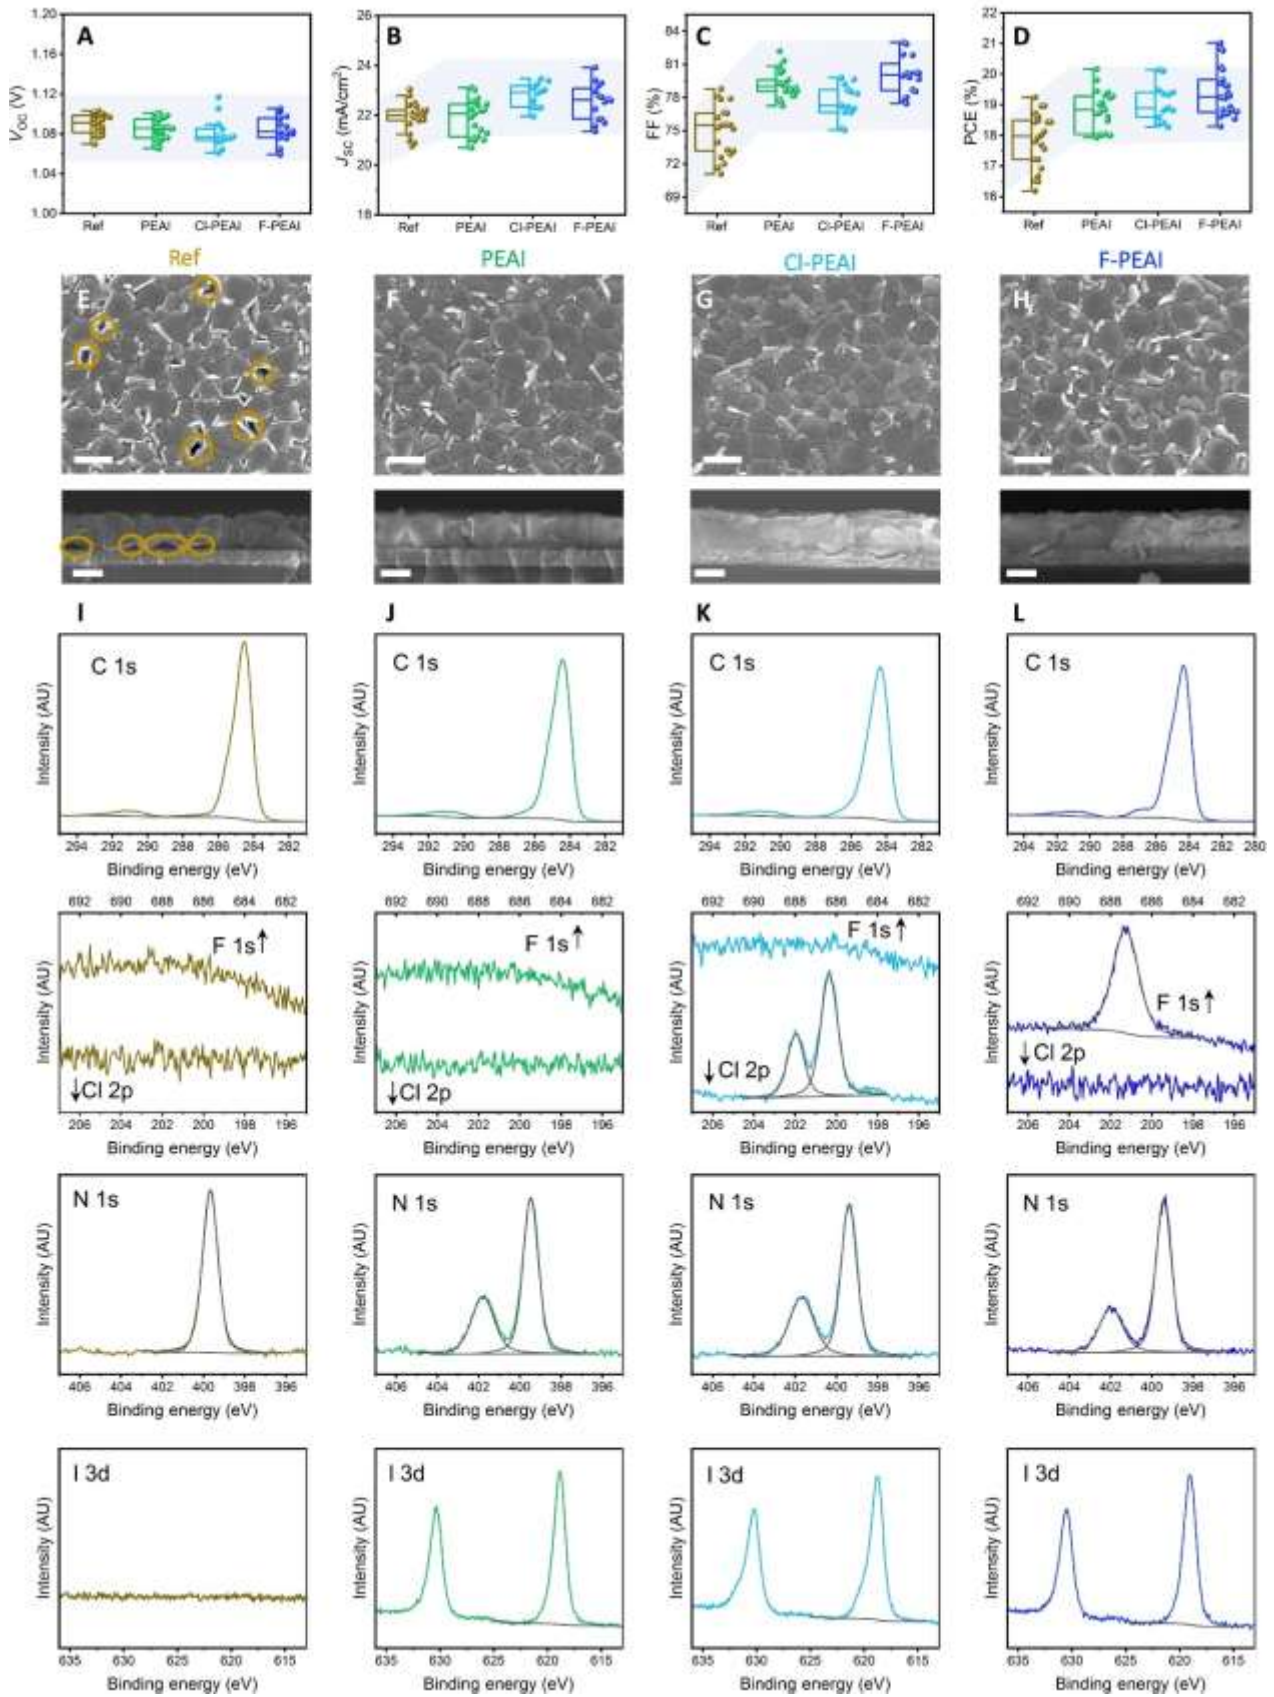 A
V_OC (V)
1.20
1.16
1.12
1.08
1.04
1.00
Ref PEAI Cl-PEAI F-PEAI
B
J_SC (mA/cm²)
26
24
22
20
18
Ref PEAI Cl-PEAI F-PEAI
C
FF (%)
84
81
78
75
72
69
Ref PEAI Cl-PEAI F-PEAI
D
PCE (%)
22
21
20
19
18
17
16
Ref PEAI Cl-PEAI F-PEAI
Ref PEAI Cl-PEAI F-PEAI
E F G H
I J K L
C 1s
Intensity (AU)
294 292 290 288 286 284 282
Binding energy (eV)
C 1s
Intensity (AU)
294 292 290 288 286 284 282
Binding energy (eV)
C 1s
Intensity (AU)
294 292 290 288 286 284 282
Binding energy (eV)
C 1s
Intensity (AU)
294 292 290 288 286 284 282 280
Binding energy (eV)
692 690 688 686 684 682
F 1s↑
Intensity (AU)
↓Cl 2p
206 204 202 200 198 196
Binding energy (eV)
692 690 688 686 684 682
F 1s↑
Intensity (AU)
↓Cl 2p
206 204 202 200 198 196
Binding energy (eV)
692 690 688 686 684 682
F 1s↑
Intensity (AU)
↓Cl 2p
206 204 202 200 198 196
Binding energy (eV)
692 690 688 686 684 682
F 1s↑
Intensity (AU)
↓Cl 2p
206 204 202 200 198 196
Binding energy (eV)
N 1s
Intensity (AU)
406 404 402 400 398 396
Binding energy (eV)
N 1s
Intensity (AU)
406 404 402 400 398 396
Binding energy (eV)
N 1s
Intensity (AU)
406 404 402 400 398 396
Binding energy (eV)
N 1s
Intensity (AU)
406 404 402 400 398 396
Binding energy (eV)
I 3d
Intensity (AU)
635 630 625 620 615
Binding energy (eV)
I 3d
Intensity (AU)
635 630 625 620 615
Binding energy (eV)
I 3d
Intensity (AU)
635 630 625 620 615
Binding energy (eV)
I 3d
Intensity (AU)
635 630 625 620 615
Binding energy (eV)